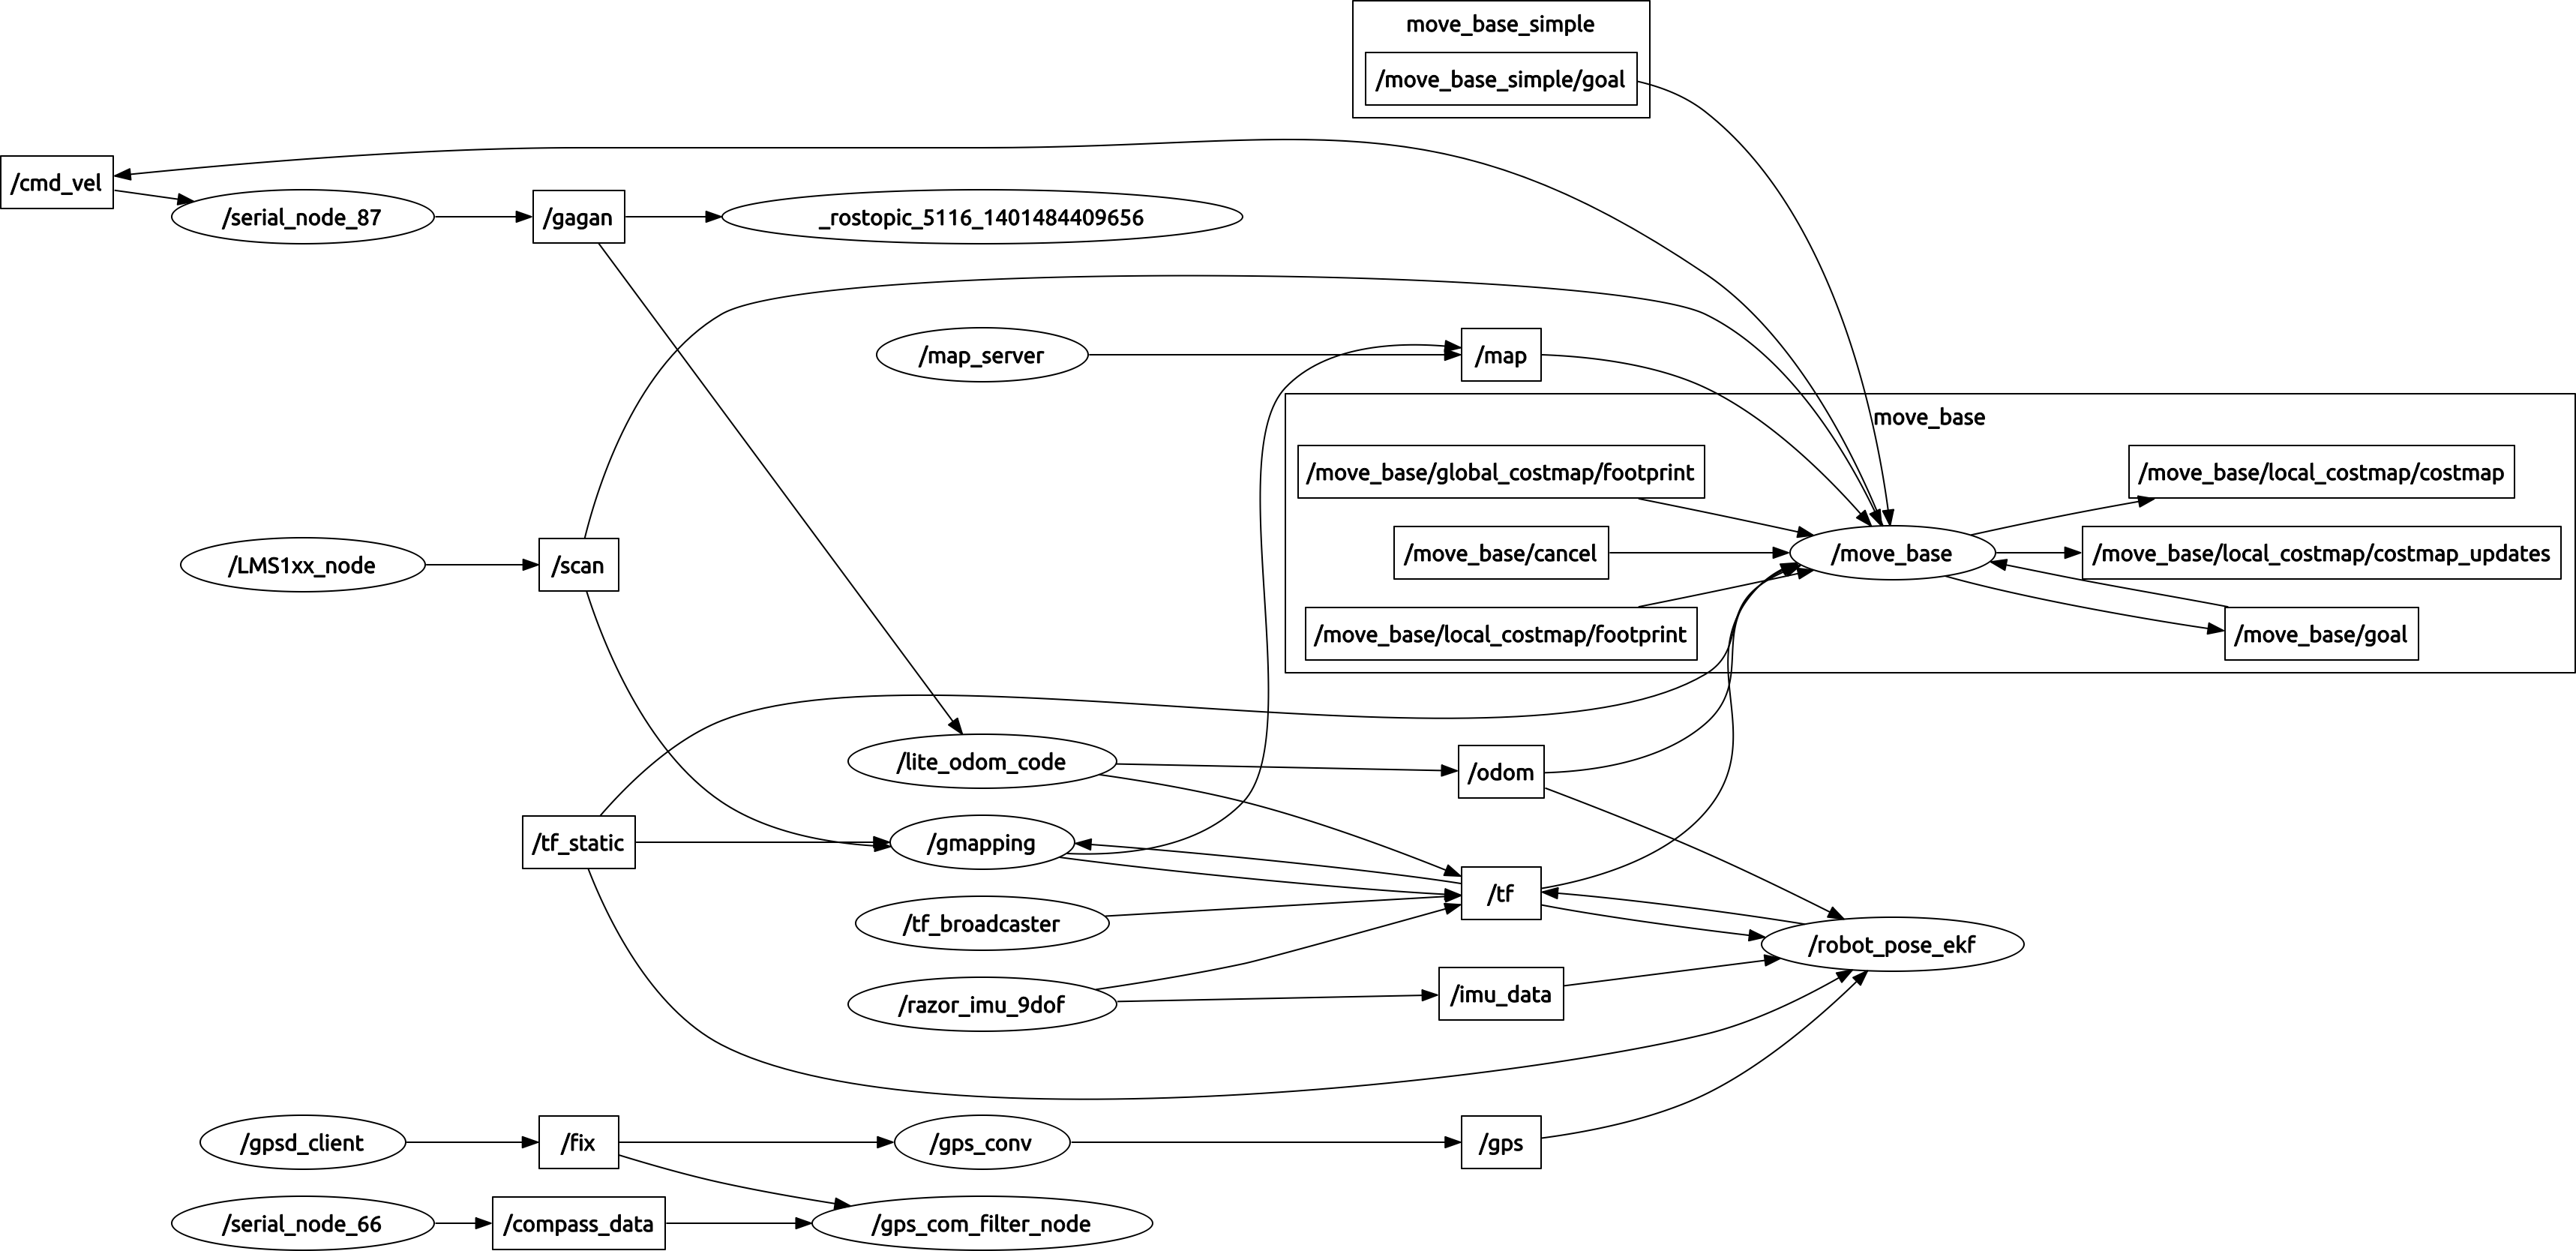 move_base_simple
/move_base_simple/goal
/cmd_vel
/serial_node_87
/gagan
_rostopic_5116_1401484409656
/map_server
/map
move_base
/move_base/global_costmap/footprint
/move_base/local_costmap/costmap
/LMS1xx_node
/scan
/move_base/cancel
/move_base
/move_base/local_costmap/costmap_updates
/move_base/local_costmap/footprint
/move_base/goal
/lite_odom_code
/odom
/tf_static
/gmapping
/tf
/tf_broadcaster
/robot_pose_ekf
/razor_imu_9dof
/imu_data
/gpsd_client
/fix
/gps_conv
/gps
/serial_node_66
/compass_data
/gps_com_filter_node